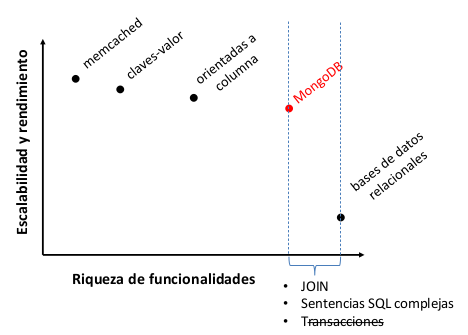 memcached
claves-valor
orientadas a
columna
MongoDB
bases de datos
relacionales
Escalabilidad y rendimiento
Riqueza de funcionalidades
• JOIN
• Sentencias SQL complejas
• Transacciones